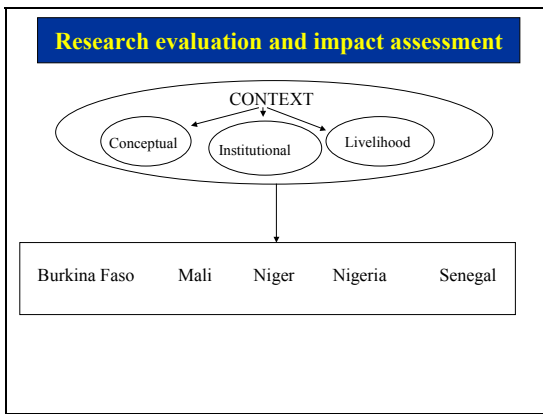 Research evaluation and impact assessment
CONTEXT
Conceptual Institutional Livelihood
Burkina Faso Mali Niger Nigeria Senegal